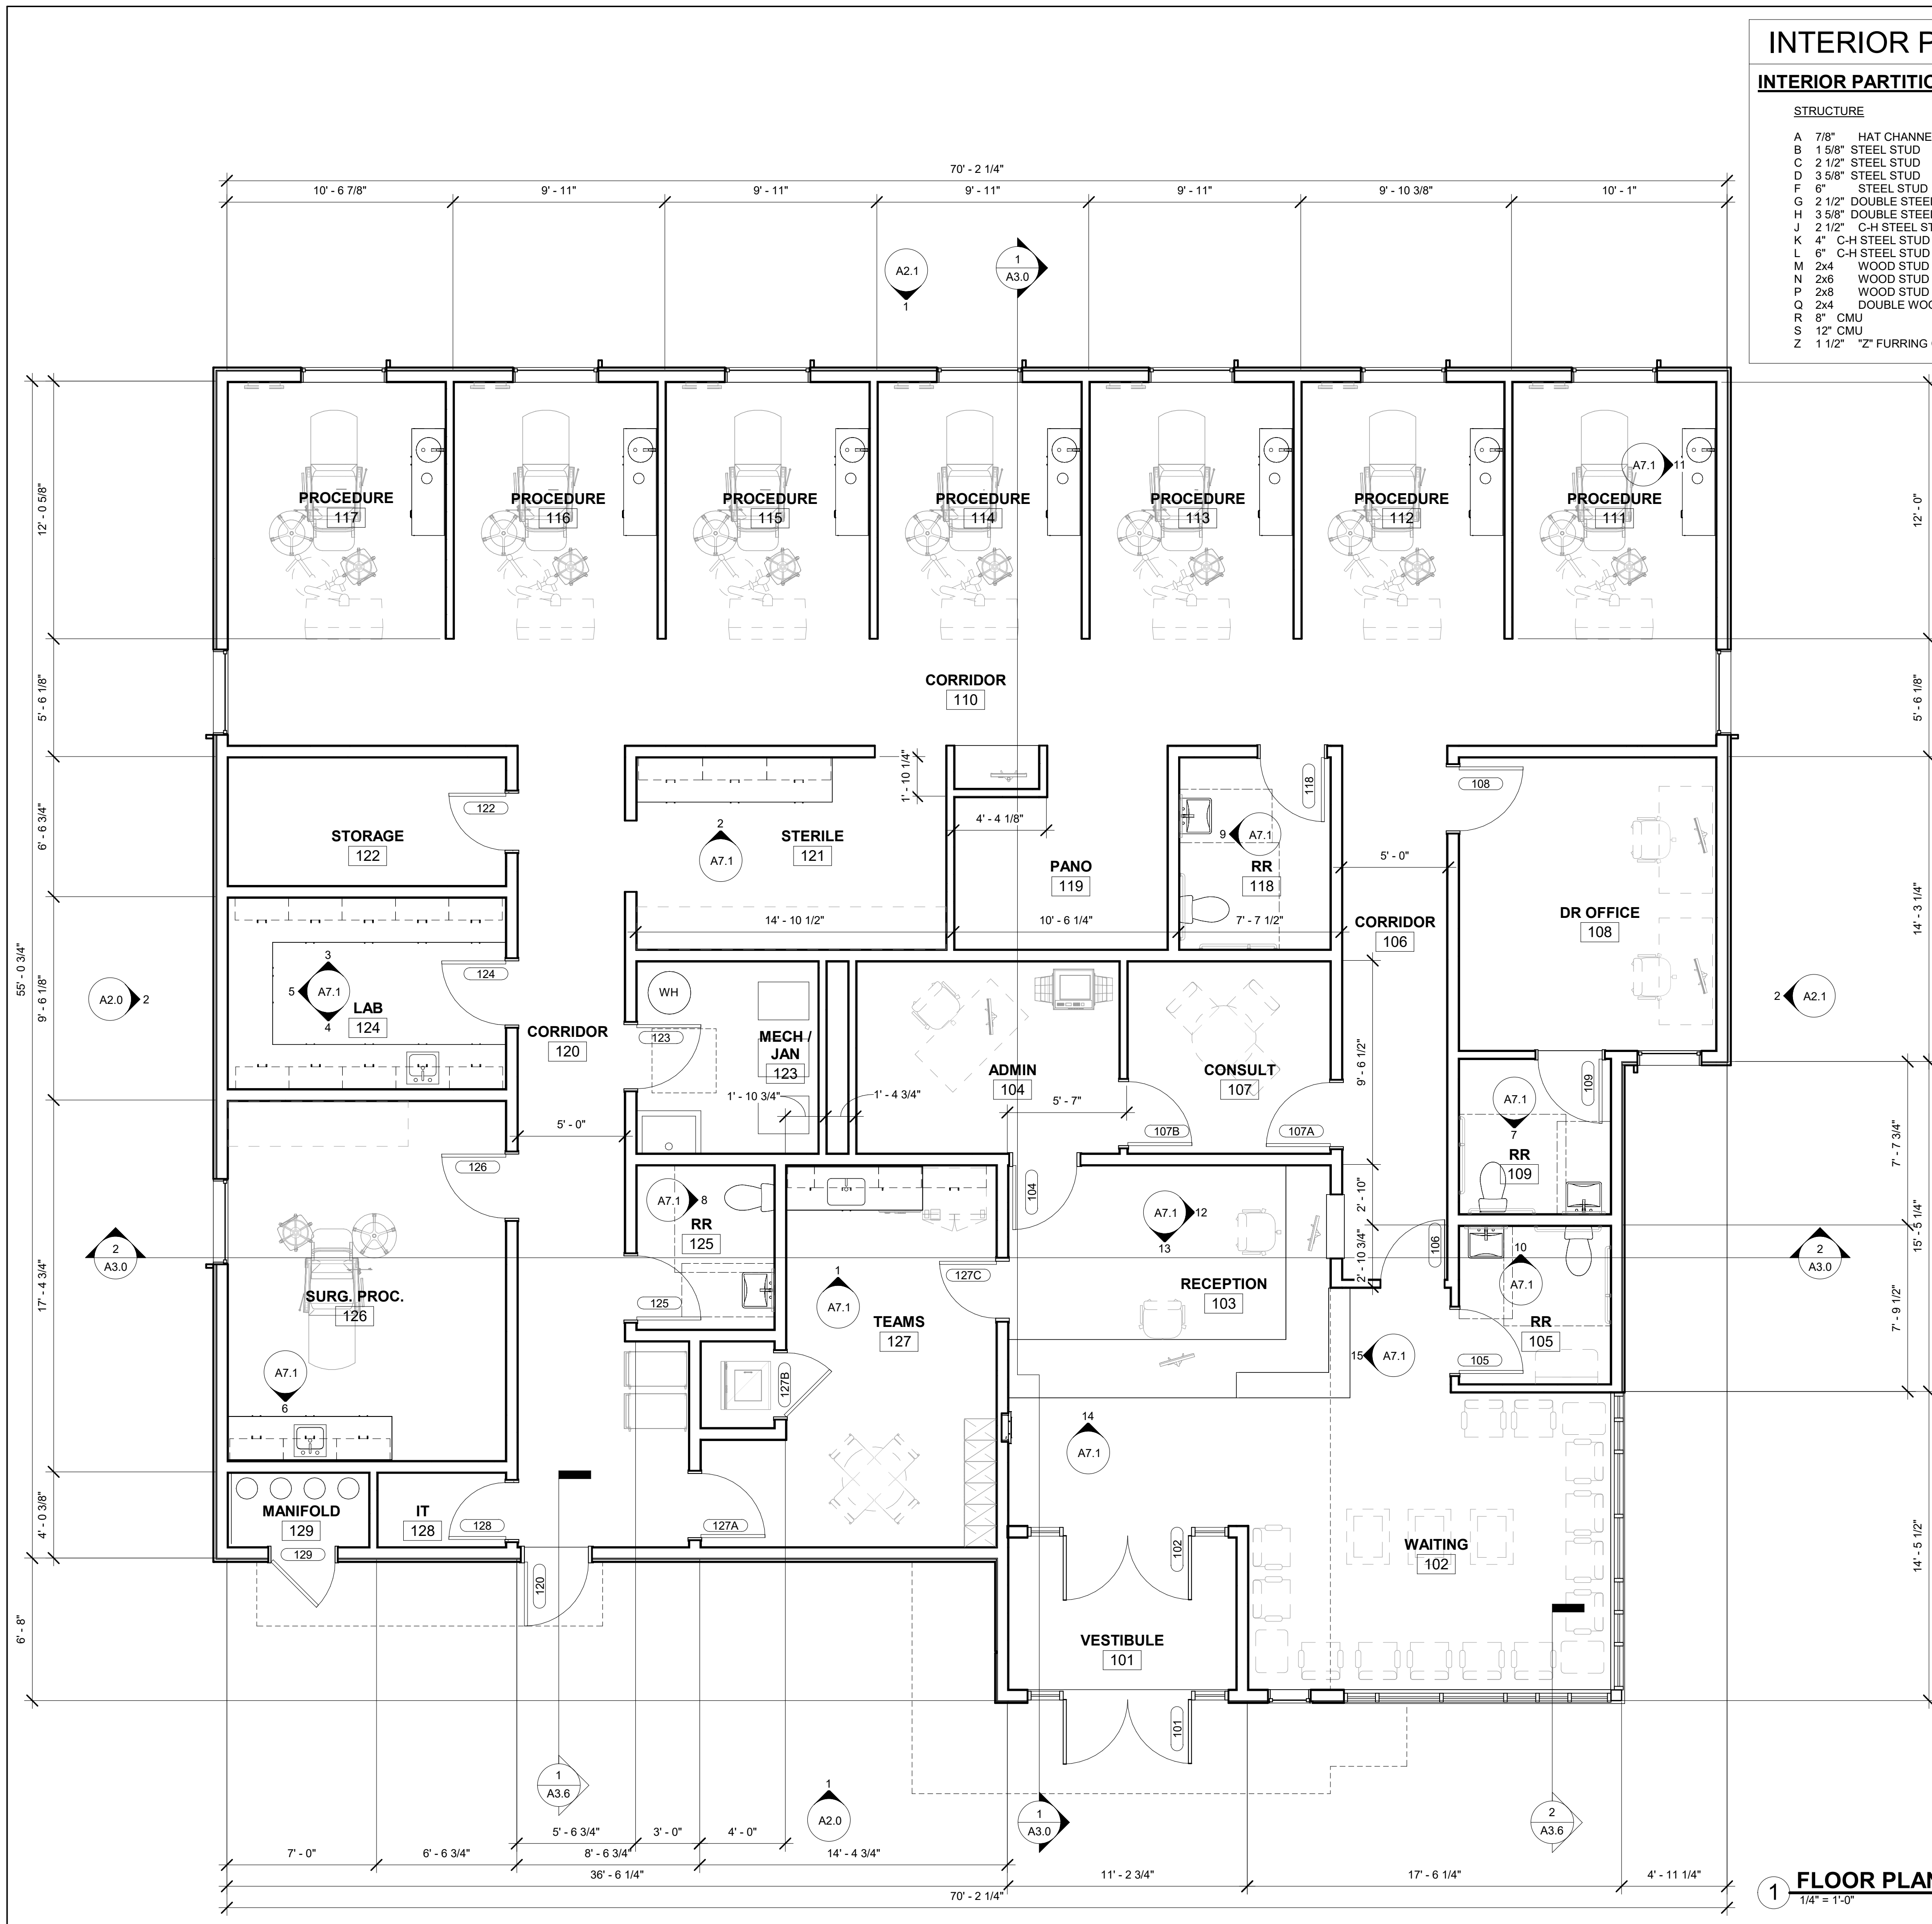 INTERIOR P
INTERIOR PARTITIO
STRUCTURE
A 7/8" HAT CHANNE
B 1 5/8" STEEL STUD
C 2 1/2" STEEL STUD
D 3 5/8" STEEL STUD
F 6" STEEL STUD
G 2 1/2" DOUBLE STEEL
H 3 5/8" DOUBLE STEEL
J 2 1/2" C-H STEEL ST
K 4" C-H STEEL STUD
L 6" C-H STEEL STUD
M 2x4 WOOD STUD
N 2x6 WOOD STUD
P 2x8 WOOD STUD
Q 2x4 DOUBLE WOO
R 8" CMU
S 12" CMU
Z 1 1/2" "Z" FURRING
70' - 2 1/4"
10' - 6 7/8" 9' - 11" 9' - 11" 9' - 11" 9' - 11" 9' - 10 3/8" 10' - 1"
A2.1
1
1
A3.0
12' - 0 5/8"
5' - 6 1/8"
6' - 6 3/4"
9' - 6 1/8"
17' - 4 3/4"
4' - 0 3/8"
55' - 0 3/4"
6' - 8"
PROCEDURE
117
PROCEDURE
116
PROCEDURE
115
PROCEDURE
114
PROCEDURE
113
PROCEDURE
112
PROCEDURE
111
A7.1
11
12' - 0"
5' - 6 1/8"
14' - 3 1/4"
CORRIDOR
110
1' - 10 1/4"
4' - 4 1/8"
118
108
122
STORAGE
122
2
A7.1
STERILE
121
PANO
119
9
A7.1
RR
118
5' - 0"
14' - 10 1/2"
10' - 6 1/4"
7' - 7 1/2"
CORRIDOR
106
DR OFFICE
108
A2.0
2
2
A2.1
3
5
A7.1
4
124
LAB
124
CORRIDOR
120
WH
123
MECH /
JAN
123
1' - 10 3/4"
1' - 4 3/4"
ADMIN
104
5' - 7"
CONSULT
107
9' - 6 1/2"
107B
107A
109
A7.1
7
RR
109
7' - 7 3/4"
5' - 0"
126
A7.1
8
RR
125
104
A7.1
12
13
2' - 10"
2' - 10 3/4"
106
10
A7.1
15' - 5 1/4"
2
A3.0
2
A3.0
SURG. PROC.
126
125
1
A7.1
127C
TEAMS
127
RECEPTION
103
RR
105
7' - 9 1/2"
A7.1
6
127B
15
A7.1
105
14
A7.1
MANIFOLD
129
IT
128
128
127A
129
120
102
WAITING
102
14' - 5 1/2"
VESTIBULE
101
101
1
A3.6
1
A2.0
1
A3.0
2
A3.6
5' - 6 3/4" 3' - 0" 4' - 0"
7' - 0" 6' - 6 3/4" 8' - 6 3/4" 14' - 4 3/4"
36' - 6 1/4" 11' - 2 3/4" 17' - 6 1/4" 4' - 11 1/4"
70' - 2 1/4"
1
FLOOR PLAN
1/4" = 1'-0"